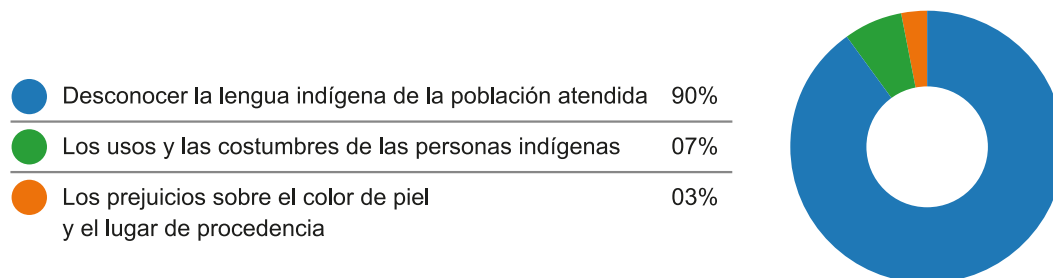 Desconocer la lengua indígena de la población atendida 90%
Los usos y las costumbres de las personas indígenas 07%
Los prejuicios sobre el color de piel 03%
y el lugar de procedencia